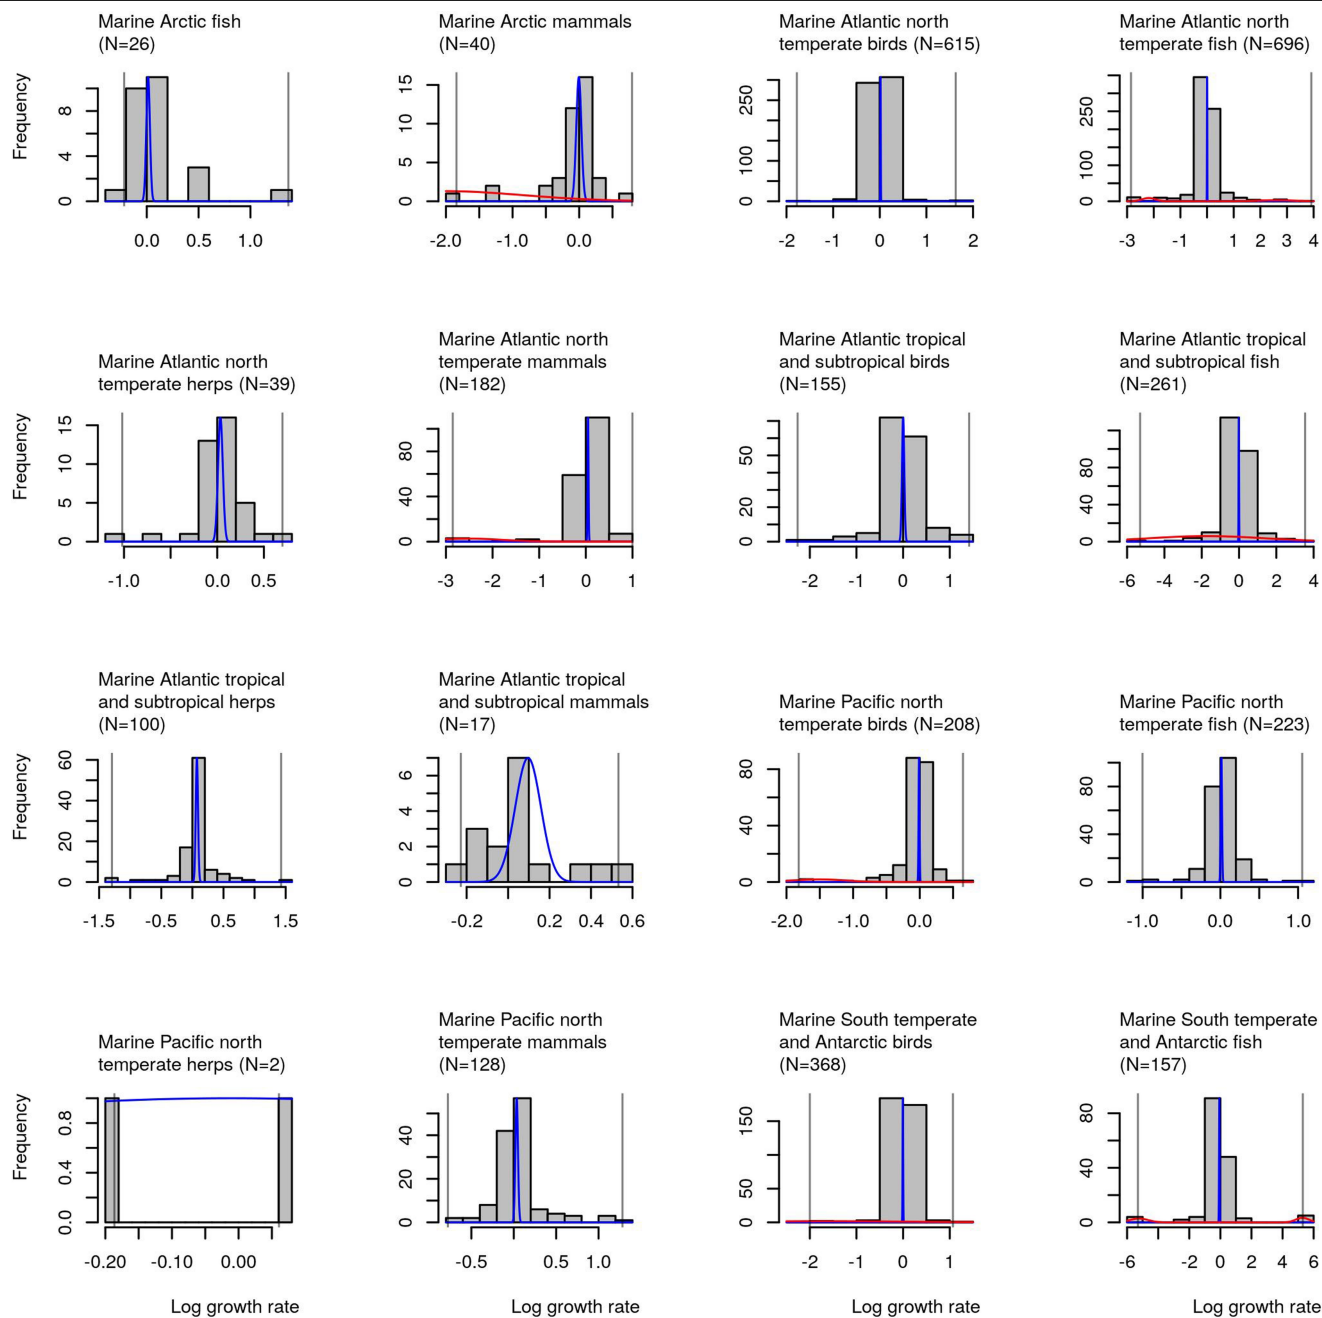 Marine Arctic fish
(N=26)
Frequency
0 4 8
0.0 0.5 1.0
Marine Arctic mammals
(N=40)
0 5 10 15
-2.0 -1.0 0.0
Marine Atlantic north
temperate birds (N=615)
0 100 250
-2 -1 0 1 2
Marine Atlantic north
temperate fish (N=696)
0 100 250
-3 -1 1 2 3 4
Marine Atlantic north
temperate herps (N=39)
Frequency
0 5 10 15
-1.0 0.0 0.5
Marine Atlantic north
temperate mammals
(N=182)
0 40 80
-3 -2 -1 0 1
Marine Atlantic tropical
and subtropical birds
(N=155)
0 20 50
-2 -1 0 1
Marine Atlantic tropical
and subtropical fish
(N=261)
0 40 80
-6 -4 -2 0 2 4
Marine Atlantic tropical
and subtropical herps
(N=100)
Frequency
0 20 40 60
-1.5 -0.5 0.5 1.5
Marine Atlantic tropical
and subtropical mammals
(N=17)
0 2 4 6
-0.2 0.2 0.4 0.6
Marine Pacific north
temperate birds (N=208)
0 40 80
-2.0 -1.0 0.0
Marine Pacific north
temperate fish (N=223)
0 40 80
-1.0 0.0 1.0
Marine Pacific north
temperate herps (N=2)
Frequency
0.0 0.4 0.8
-0.20 -0.10 0.00
Log growth rate
Marine Pacific north
temperate mammals
(N=128)
0 20 40
-0.5 0.5 1.0
Log growth rate
Marine South temperate
and Antarctic birds
(N=368)
0 50 150
-2 -1 0 1
Log growth rate
Marine South temperate
and Antarctic fish
(N=157)
0 40 80
-6 -2 0 2 4 6
Log growth rate